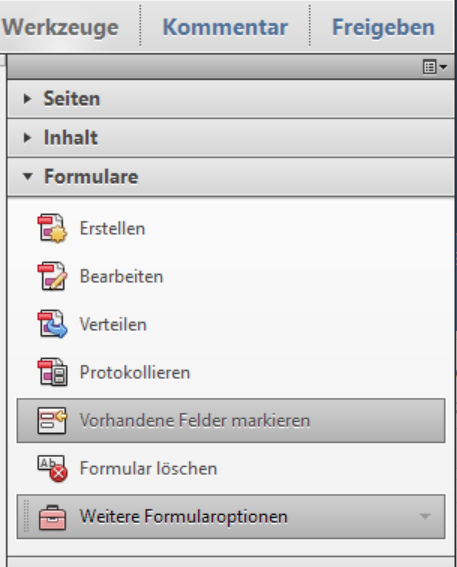 Werkzeuge Kommentar Freigeben
Seiten
Inhalt
Formulare
Erstellen
Bearbeiten
Verteilen
Protokollieren
Vorhandene Felder markieren
Formular löschen
Weitere Formularoptionen